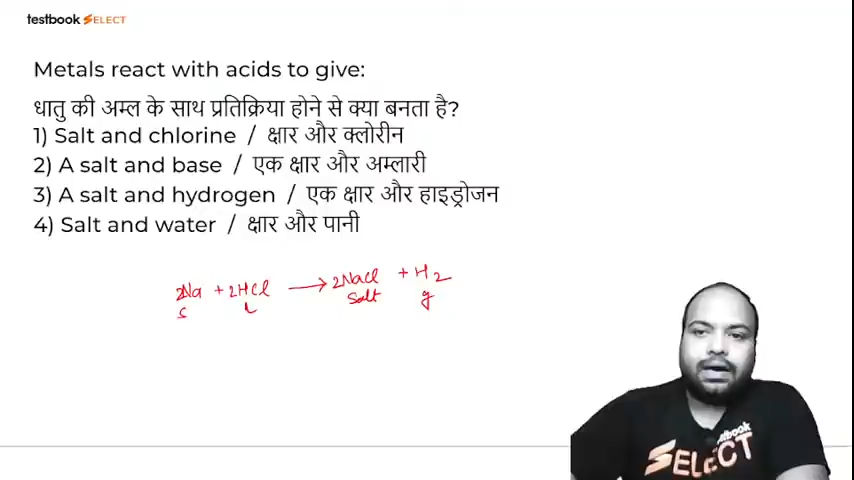 testbook SELECT
Metals react with acids to give:
धातु की अम्ल के साथ प्रतिक्रिया होने से क्या बनता है?
1) Salt and chlorine / क्षार और क्लोरीन
2) A salt and base / एक क्षार और अम्लारी
3) A salt and hydrogen / एक क्षार और हाइड्रोजन
4) Salt and water / क्षार और पानी
2Na + 2HCl → 2NaCl + H2
s l Salt g
testbook
SELECT